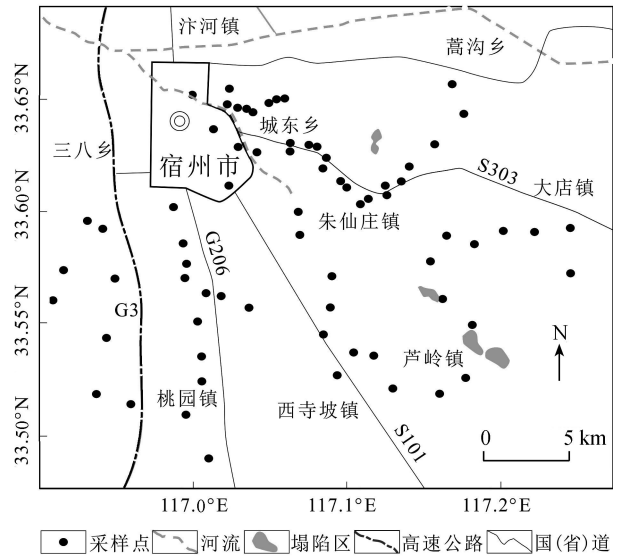 汴河镇
蒿沟乡
33.65°N
城东乡
三八乡
宿州市
S303
大店镇
33.60°N
朱仙庄镇
G206
G3
33.55°N
N
芦岭镇
桃园镇
西寺坡镇
S101
33.50°N
0 5 km
117.0°E 117.1°E 117.2°E
采样点 河流 塌陷区 高速公路 国(省)道